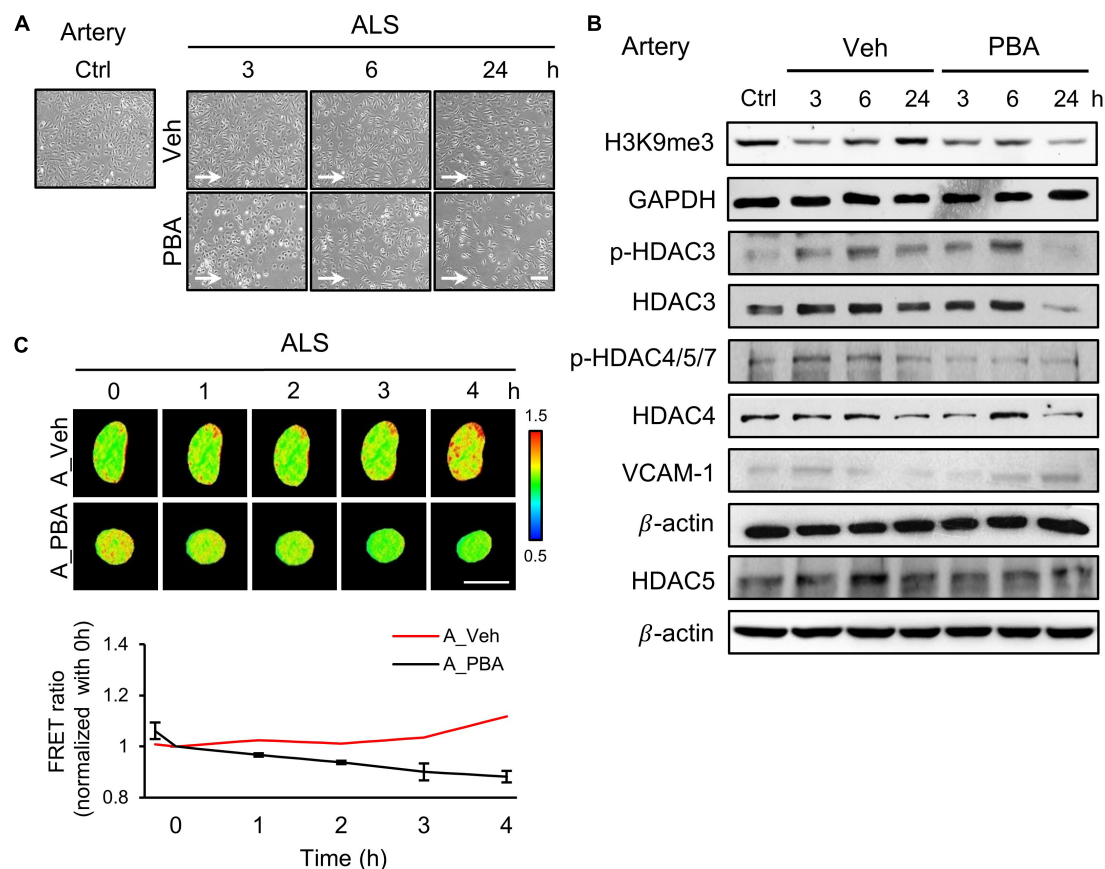 A
Artery
ALS
Ctrl
3 6 24 h
Veh
PBA
B
Artery
Veh PBA
Ctrl 3 6 24 3 6 24 h
H3K9me3
GAPDH
p-HDAC3
HDAC3
p-HDAC4/5/7
HDAC4
VCAM-1
β-actin
HDAC5
β-actin
C
ALS
0 1 2 3 4 h
A_Veh
A_PBA
1.5
0.5
A_Veh
A_PBA
FRET ratio
(normalized with 0h)
1.4
1.2
1
0.8
0 1 2 3 4
Time (h)